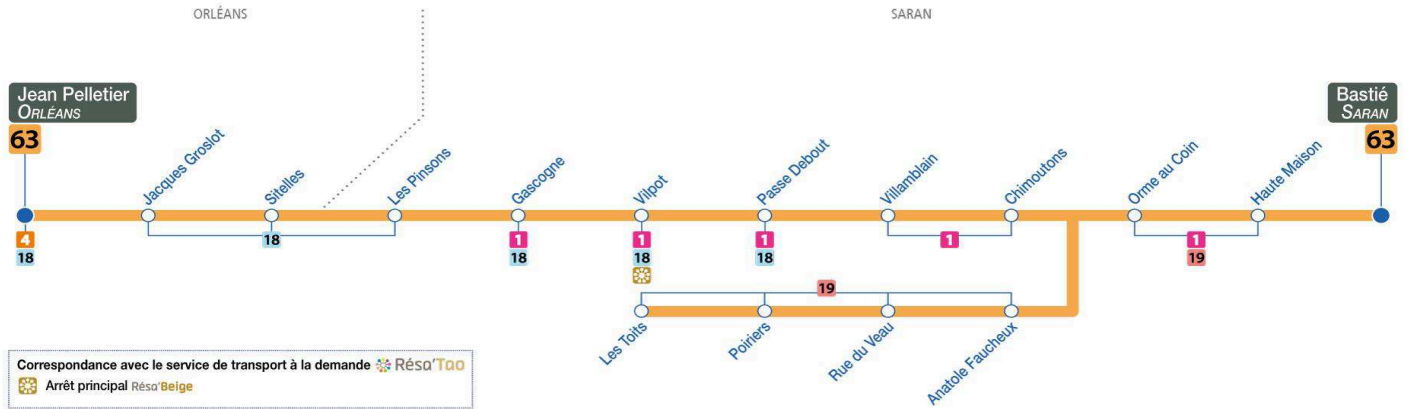 ORLÉANS
SARAN
Jean Pelletier
ORLÉANS
63
Bastié
SARAN
63
Jacques Groslot
Sitelles
Les Pinsons
Gascogne
Vilpot
Passe Debout
Villamblain
Chimoutons
Orme au Coin
Haute Maison
4
18
18
1
18
1
18
1
18
1
1
19
19
Les Toits
Poiriers
Rue du Veau
Anatole Faucheux
Correspondance avec le service de transport à la demande Résa'Tao
Arrêt principal Résa'Beige